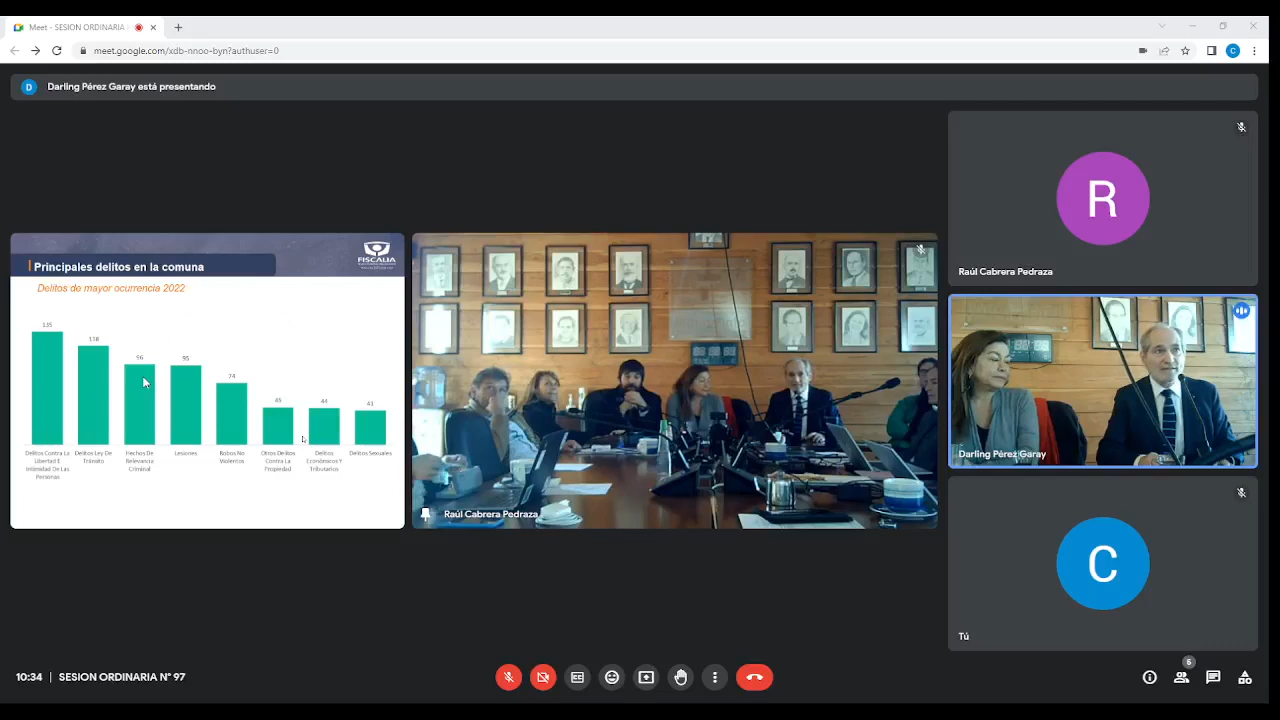 Meet - SESION ORDINARIA
meet.google.com/xdb-nnoo-byn?authuser=0
C
D
Darling Pérez Garay está presentando
R
Raúl Cabrera Pedraza
Principales delitos en la comuna
FISCALIA
Delitos de mayor ocurrencia 2022
135
118
96
95
74
45
44
41
Delitos Contra La Libertad E Intimidad De Las Personas
Delitos Ley De Tránsito
Hechos De Relevancia Criminal
Lesiones
Robos No Violentos
Otros Delitos Contra La Propiedad
Delitos Económicos Y Tributarios
Delitos Sexuales
Raúl Cabrera Pedraza
Darling Pérez Garay
C
Tú
10:34 | SESION ORDINARIA N° 97
6